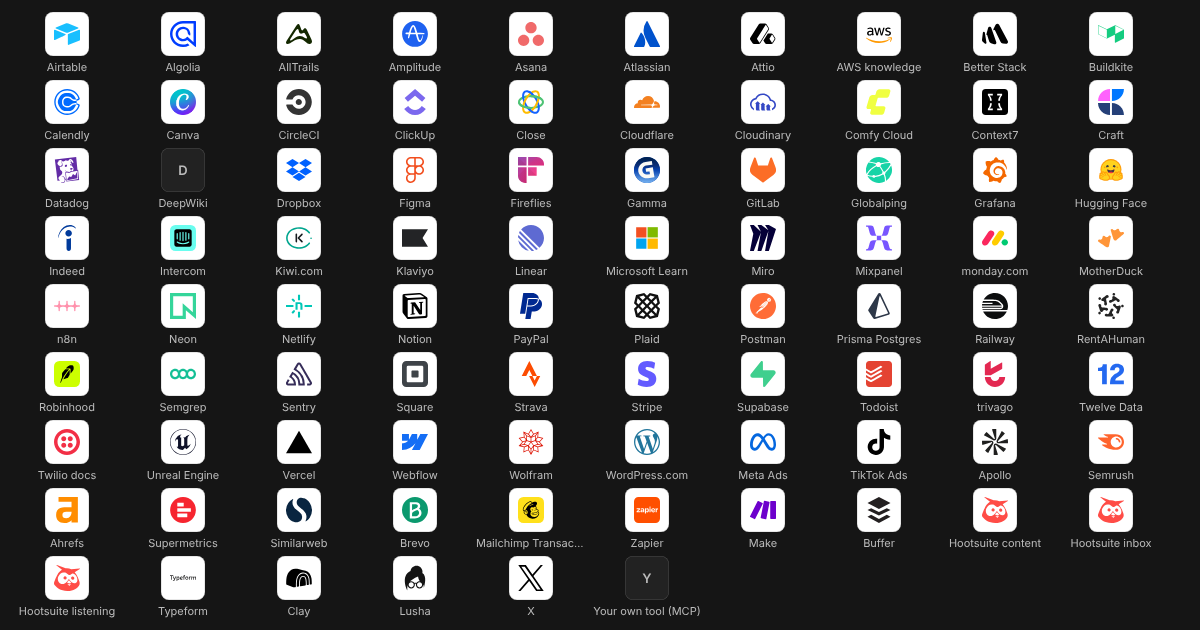 Airtable
Algolia
AllTrails
Amplitude
Asana
Atlassian
Attio
aws
AWS knowledge
Better Stack
Buildkite
Calendly
Canva
CircleCI
ClickUp
Close
Cloudflare
Cloudinary
Comfy Cloud
Context7
Craft
Datadog
D
DeepWiki
Dropbox
Figma
Fireflies
Gamma
GitLab
Globalping
Grafana
Hugging Face
Indeed
Intercom
Kiwi.com
Klaviyo
Linear
Microsoft Learn
Miro
Mixpanel
monday.com
MotherDuck
n8n
Neon
Netlify
Notion
PayPal
Plaid
Postman
Prisma Postgres
Railway
RentAHuman
Robinhood
Semgrep
Sentry
Square
Strava
Stripe
Supabase
Todoist
trivago
12
Twelve Data
Twilio docs
Unreal Engine
Vercel
Webflow
Wolfram
WordPress.com
Meta Ads
TikTok Ads
Apollo
Semrush
Ahrefs
Supermetrics
Similarweb
Brevo
Mailchimp Transac...
zapier
Zapier
Make
Buffer
Hootsuite content
Hootsuite inbox
Hootsuite listening
Typeform
Typeform
Clay
Lusha
X
Y
Your own tool (MCP)